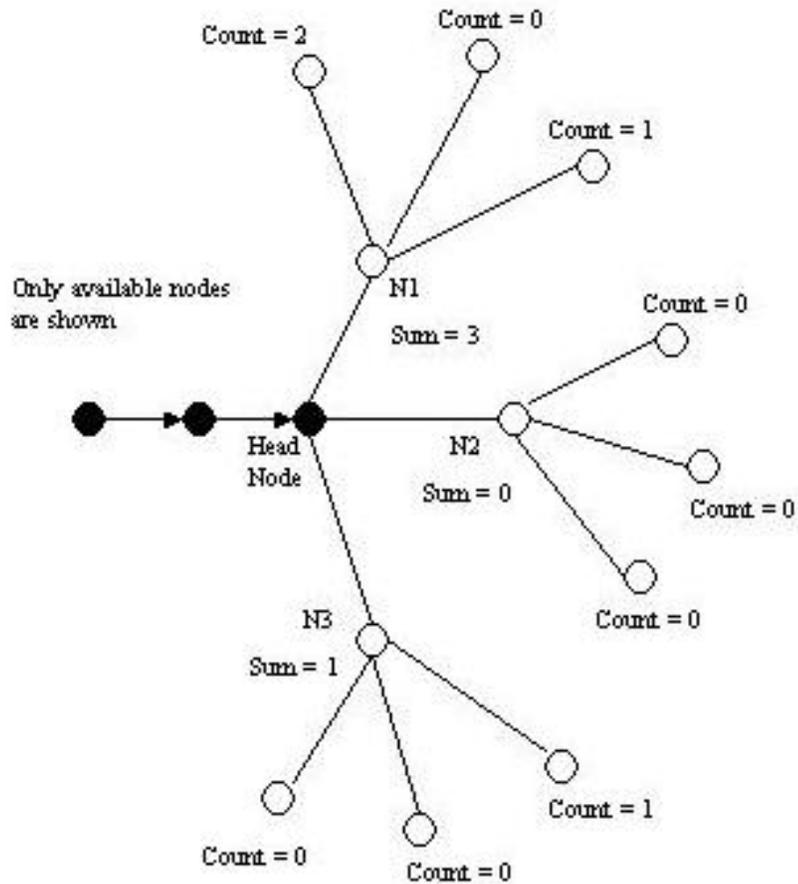 Count = 2
Count = 0
Count = 1
Only available nodes
are shown
N1
Sum = 3
Count = 0
Head
Node
N2
Sum = 0
Count = 0
Count = 0
N3
Sum = 1
Count = 1
Count = 0
Count = 0